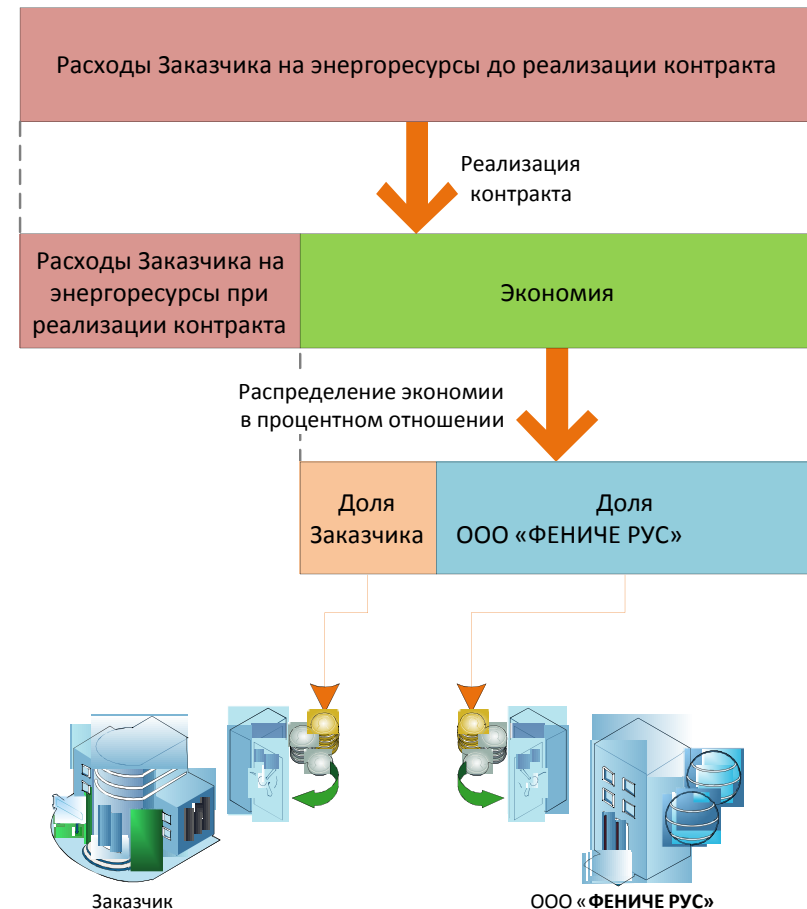 Расходы Заказчика на энергоресурсы до реализации контракта
Реализация
контракта
Расходы Заказчика на
энергоресурсы при
реализации контракта
Экономия
Распределение экономии
в процентном отношении
Доля
Заказчика
Доля
ООО «ФЕНИЧЕ РУС»
Заказчик
ООО «ФЕНИЧЕ РУС»